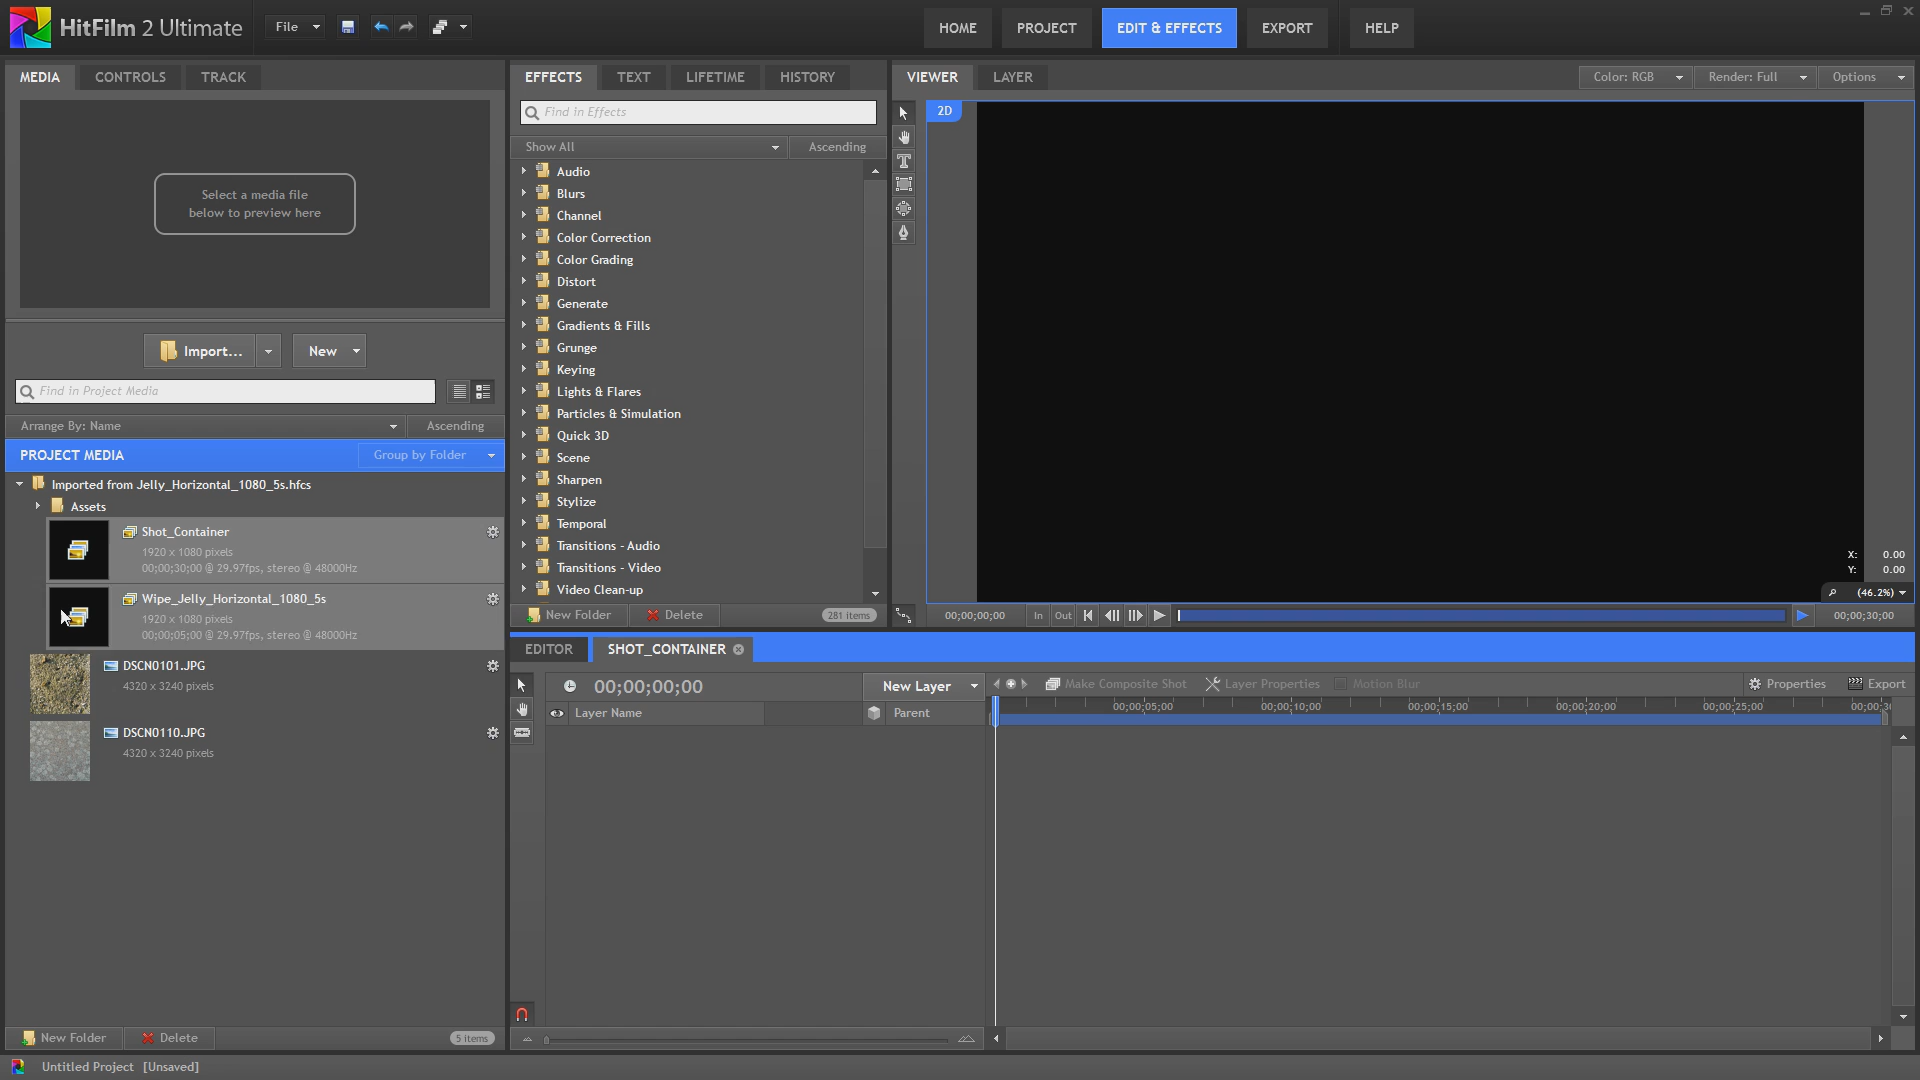 HitFilm 2 Ultimate
File
HOME
PROJECT
EDIT & EFFECTS
EXPORT
HELP
MEDIA
CONTROLS
TRACK
Select a media file
below to preview here
Import...
New
Find in Project Media
Arrange By: Name
Ascending
PROJECT MEDIA
Group by Folder
Imported from Jelly_Horizontal_1080_5s.hfcs
Assets
Shot_Container
1920 x 1080 pixels
00;00;30;00 @ 29.97fps, stereo @ 48000Hz
Wipe_Jelly_Horizontal_1080_5s
1920 x 1080 pixels
00;00;05;00 @ 29.97fps, stereo @ 48000Hz
DSCN0101.JPG
4320 x 3240 pixels
DSCN0110.JPG
4320 x 3240 pixels
New Folder
Delete
5 items
Untitled Project [Unsaved]
EFFECTS
TEXT
LIFETIME
HISTORY
Find in Effects
Show All
Ascending
Audio
Blurs
Channel
Color Correction
Color Grading
Distort
Generate
Gradients & Fills
Grunge
Keying
Lights & Flares
Particles & Simulation
Quick 3D
Scene
Sharpen
Stylize
Temporal
Transitions - Audio
Transitions - Video
Video Clean-up
New Folder
Delete
281 items
VIEWER
LAYER
Color: RGB
Render: Full
Options
2D
X: 0.00
Y: 0.00
(46.2%)
00;00;00;00
In
Out
00;00;30;00
EDITOR
SHOT_CONTAINER
00;00;00;00
New Layer
Make Composite Shot
Layer Properties
Motion Blur
Properties
Export
Layer Name
Parent
00;00;05;00
00;00;10;00
00;00;15;00
00;00;20;00
00;00;25;00
00;00;3